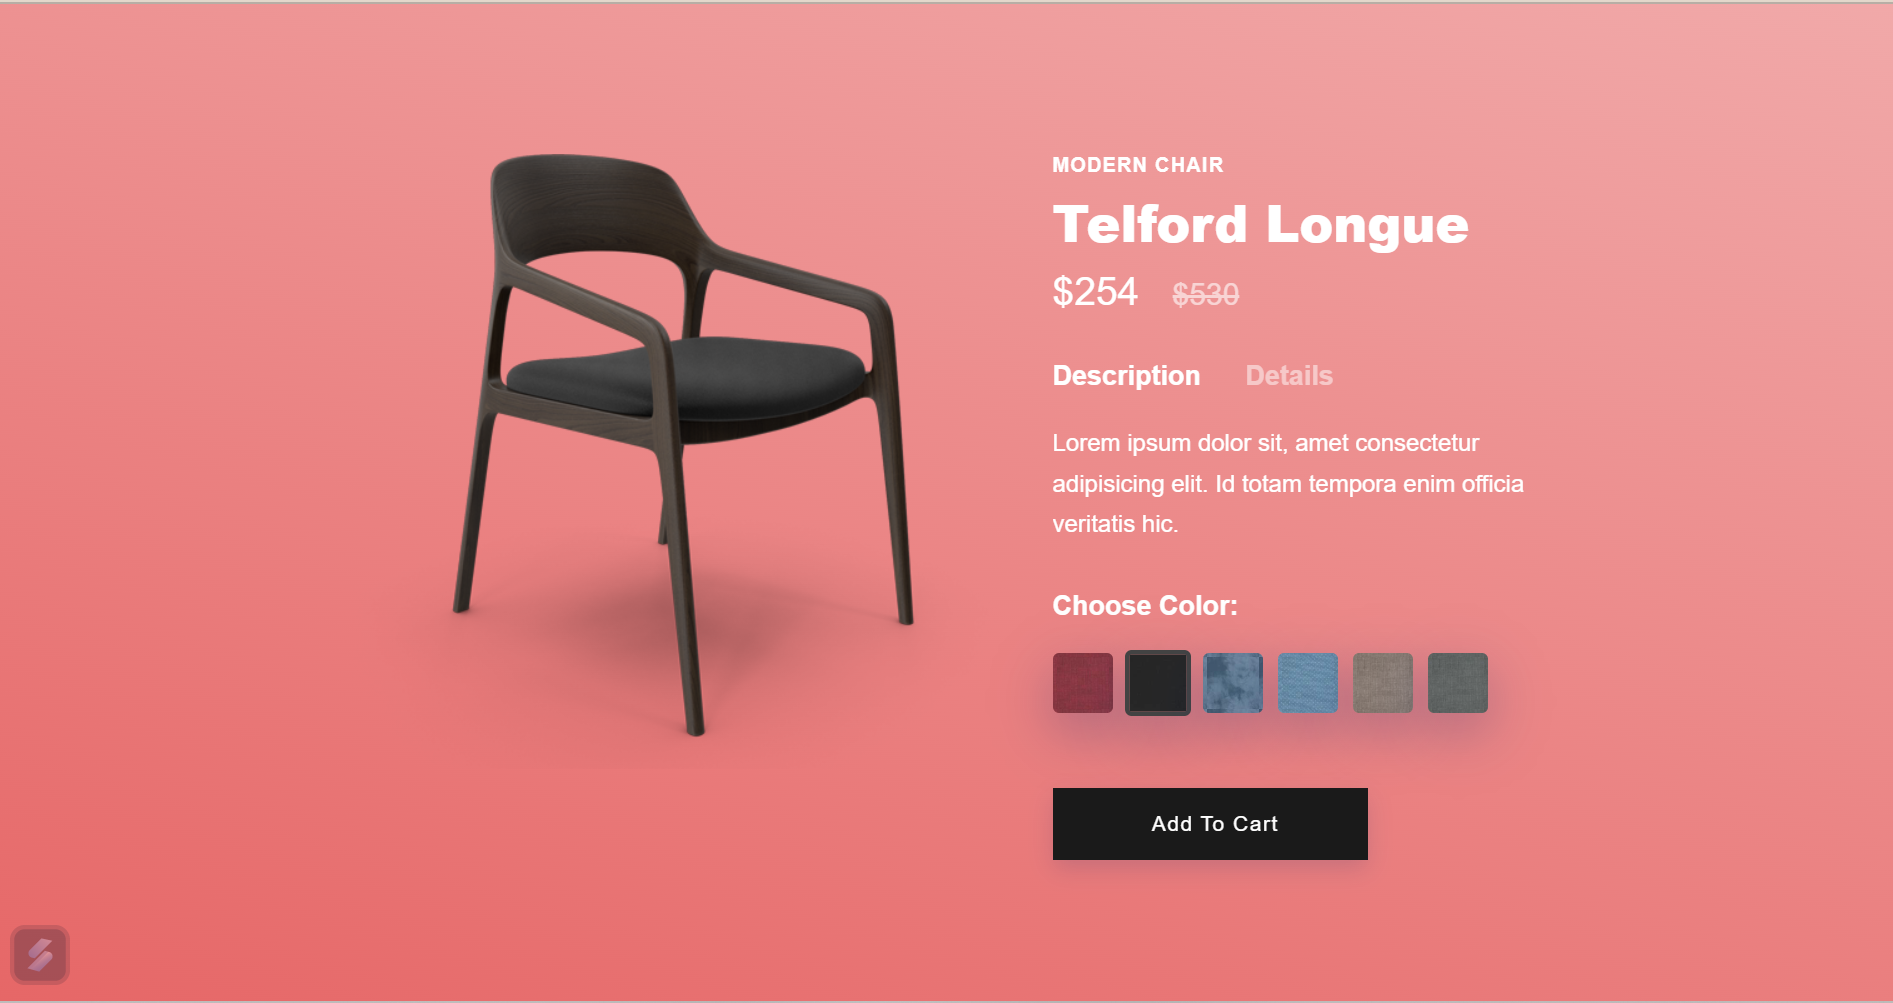 MODERN CHAIR
Telford Longue
$254 $530
Description Details
Lorem ipsum dolor sit, amet consectetur
adipisicing elit. Id totam tempora enim officia
veritatis hic.
Choose Color:
Add To Cart